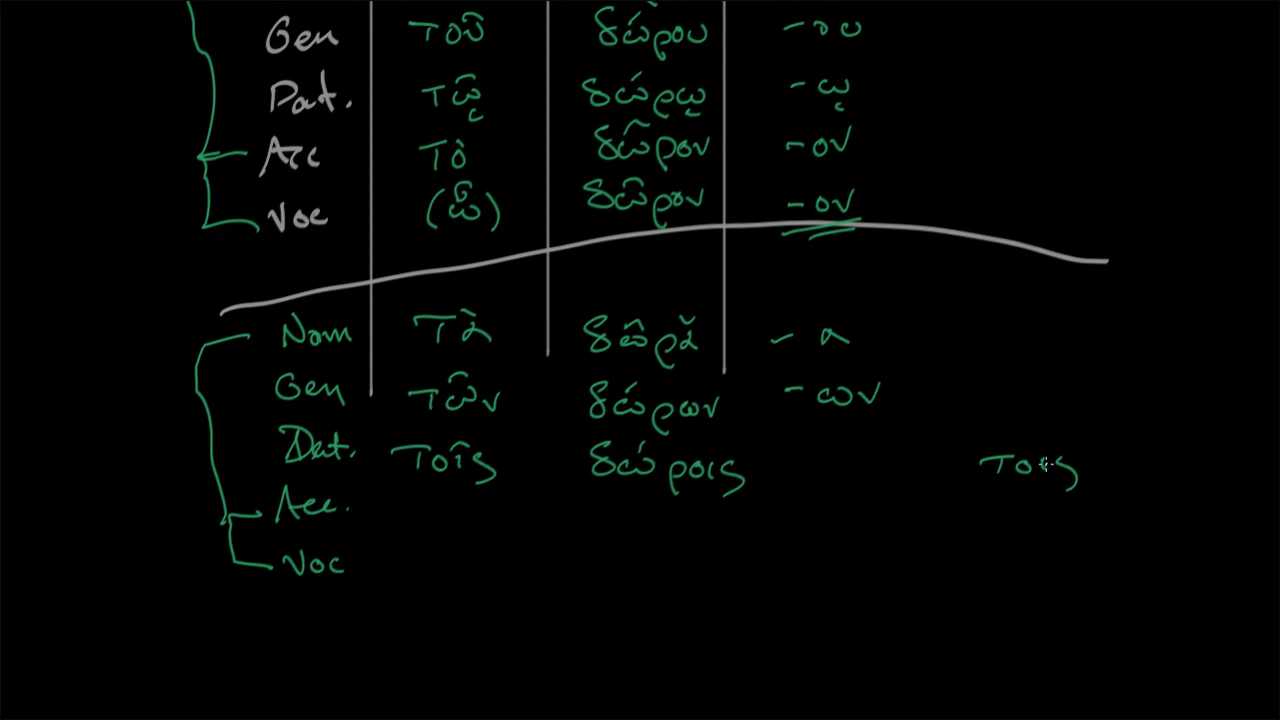 Gen τοῦ δώρου -ου
Dat. τῷ δώρῳ -ῳ
Acc τὸ δῶρον -ον
Voc (ὦ) δῶρον -ον
Nom τὰ δῶρᾰ - α
Gen τῶν δώρων -ων
Dat. τοῖς δώροις τοις
Acc.
Voc